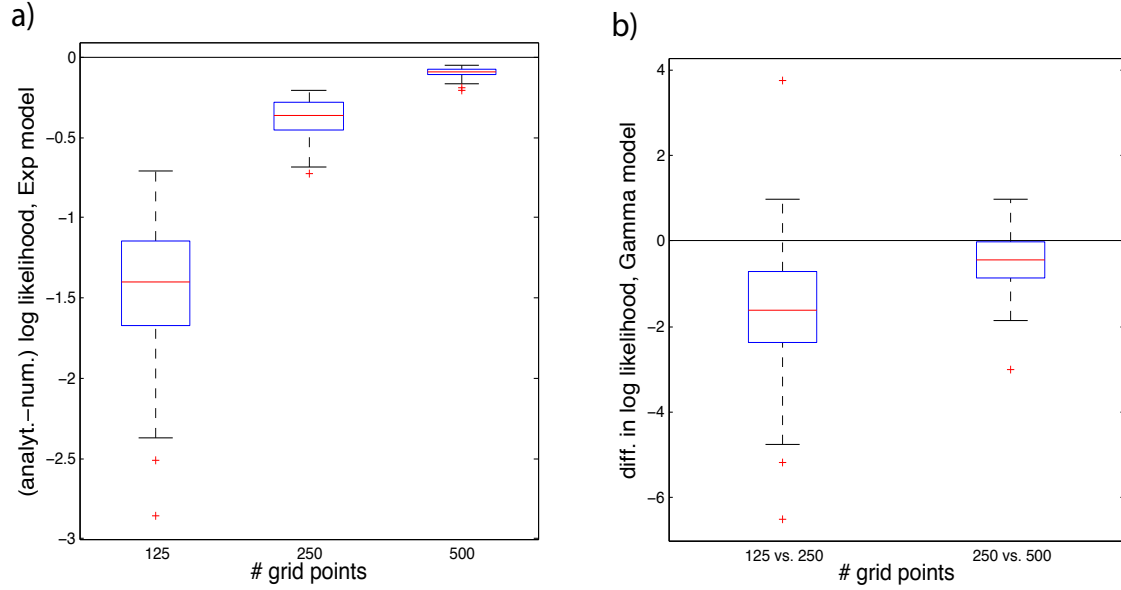 a)
(analyt.–num.) log likelihood, Exp model
0
−0.5
−1
−1.5
−2
−2.5
−3
125
250
500
# grid points
b)
diff. in log likelihood, Gamma model
4
2
0
−2
−4
−6
125 vs. 250
250 vs. 500
# grid points